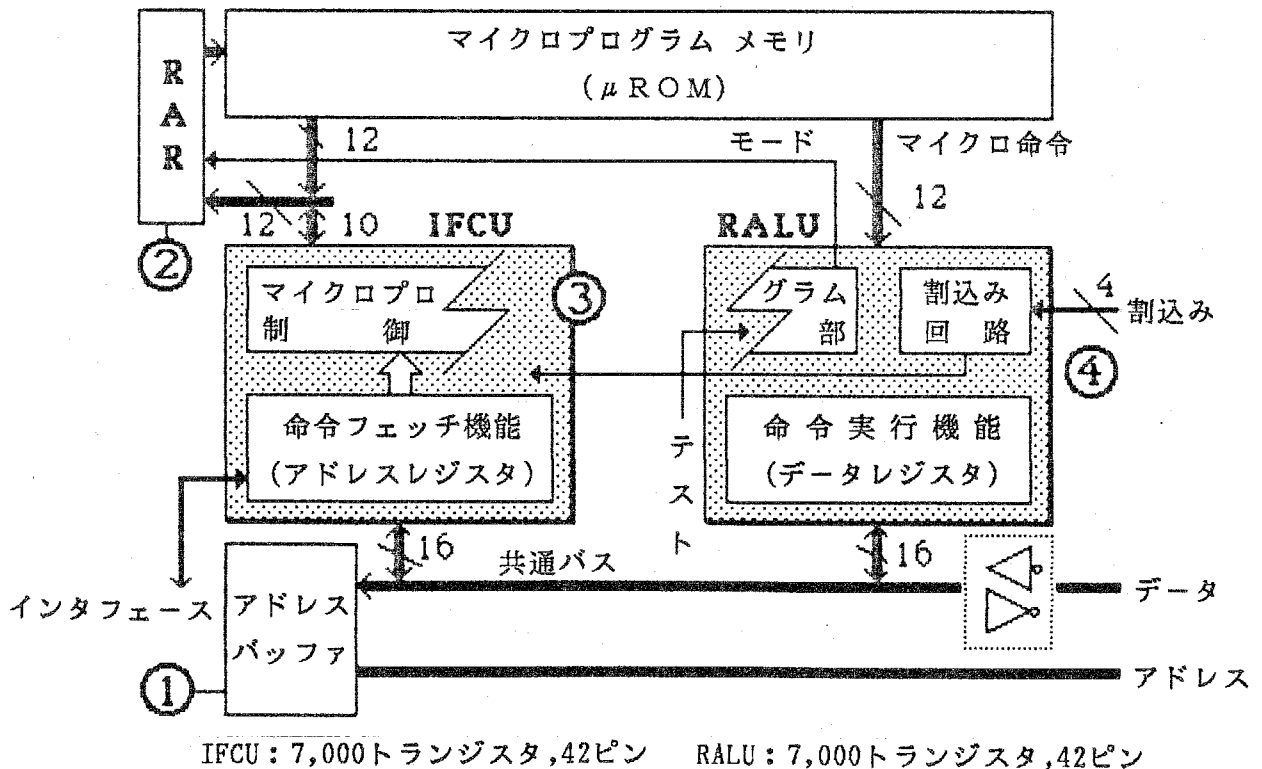 マイクロプログラム メモリ
(μROM)
RAR
12
モード
マイクロ命令
12
12
10
IFCU
RALU
②
マイクロプロ
制 御
③
グラム
部
割込み
回 路
4
割込み
④
命令フェッチ機能
(アドレスレジスタ)
テスト
命令実行機能
(データレジスタ)
16
共通バス
16
インタフェース
アドレス
バッファ
データ
①
アドレス
IFCU:7,000トランジスタ,42ピン RALU:7,000トランジスタ,42ピン